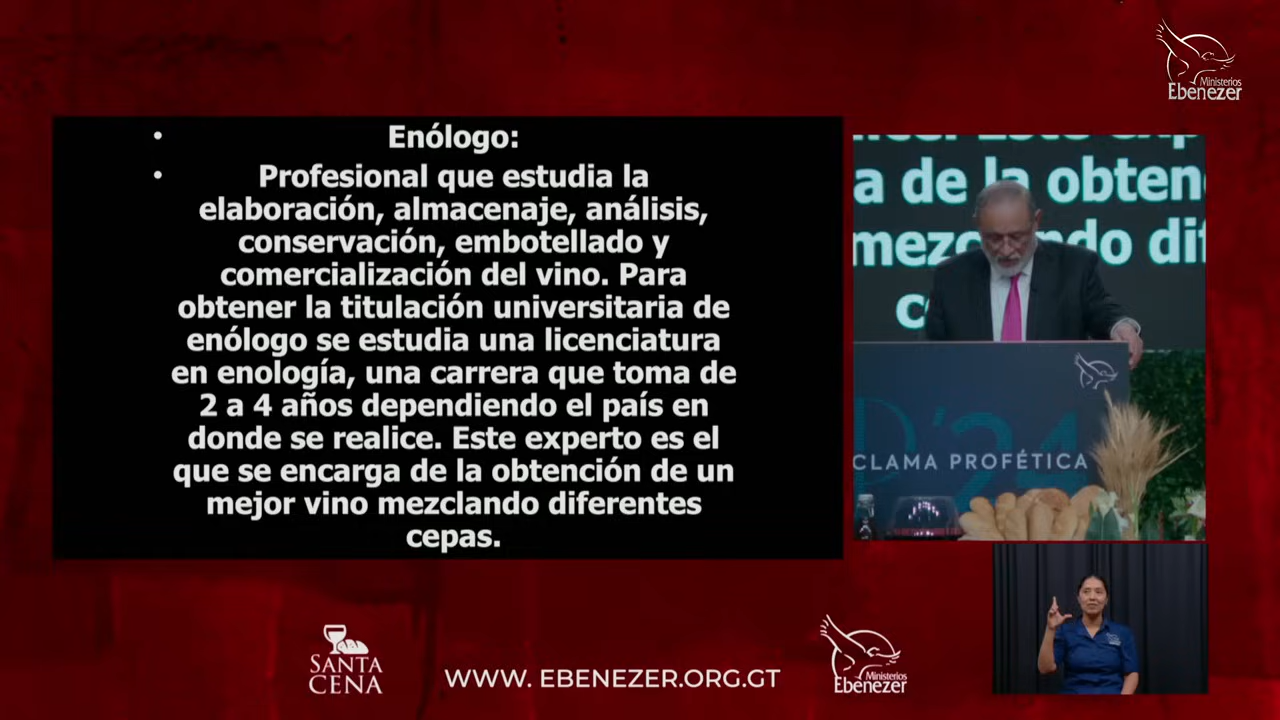 Ministerios
Ebenezer
• Enólogo:
• Profesional que estudia la
elaboración, almacenaje, análisis,
conservación, embotellado y
comercialización del vino. Para
obtener la titulación universitaria de
enólogo se estudia una licenciatura
en enología, una carrera que toma de
2 a 4 años dependiendo el país en
donde se realice. Este experto es el
que se encarga de la obtención de un
mejor vino mezclando diferentes
cepas.
a de la obten
mezclando dif
CLAMA PROFÉTICA
SANTA
CENA
WWW. EBENEZER.ORG.GT
Ministerios
Ebenezer